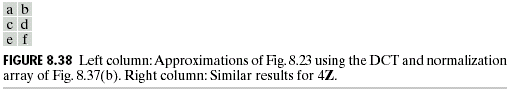 a b
c d
e f
FIGURE 8.38 Left column: Approximations of Fig. 8.23 using the DCT and normalization
array of Fig. 8.37(b). Right column: Similar results for 4Z.